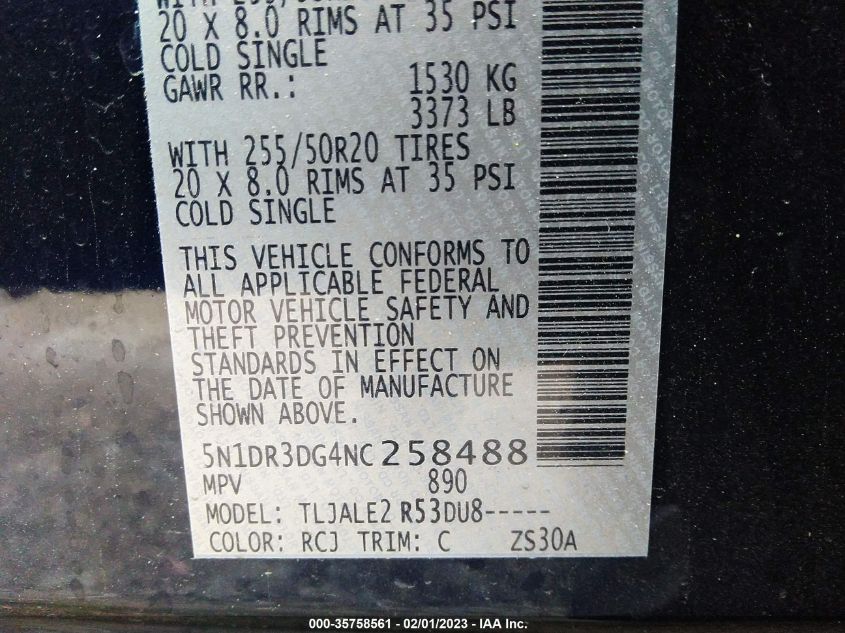 WITH
20 X 8.0 RIMS AT 35 PSI
COLD SINGLE
GAWR RR.: 1530 KG
3373 LB
WITH 255/50R20 TIRES
20 X 8.0 RIMS AT 35 PSI
COLD SINGLE
THIS VEHICLE CONFORMS TO
ALL APPLICABLE FEDERAL
MOTOR VEHICLE SAFETY AND
THEFT PREVENTION
STANDARDS IN EFFECT ON
THE DATE OF MANUFACTURE
SHOWN ABOVE.
5N1DR3DG4NC258488
MPV 890
MODEL: TLJALE2 R53DU8-----
COLOR: RCJ TRIM: C ZS30A
000-35758561 - 02/01/2023 - IAA Inc.